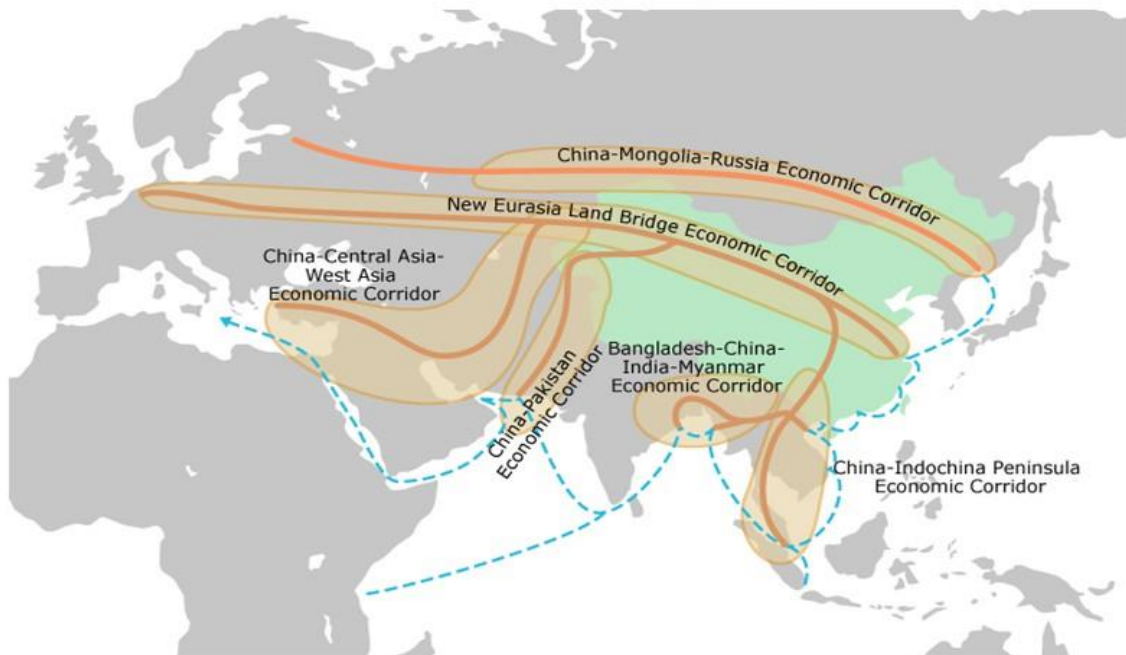 China-Mongolia-Russia Economic Corridor
New Eurasia Land Bridge Economic Corridor
China-Central Asia-
West Asia
Economic Corridor
China-Pakistan
Economic Corridor
Bangladesh-China-
India-Myanmar
Economic Corridor
China-Indochina Peninsula
Economic Corridor